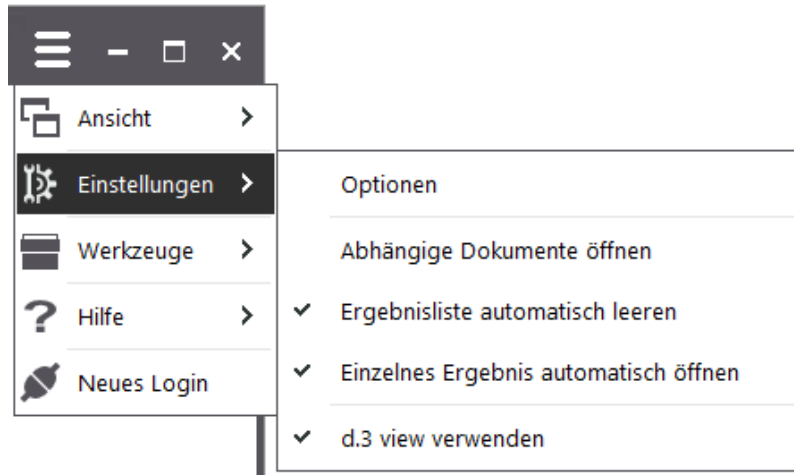 Ansicht
Einstellungen
Optionen
Werkzeuge
Abhängige Dokumente öffnen
Hilfe
Ergebnisliste automatisch leeren
Neues Login
Einzelnes Ergebnis automatisch öffnen
d.3 view verwenden